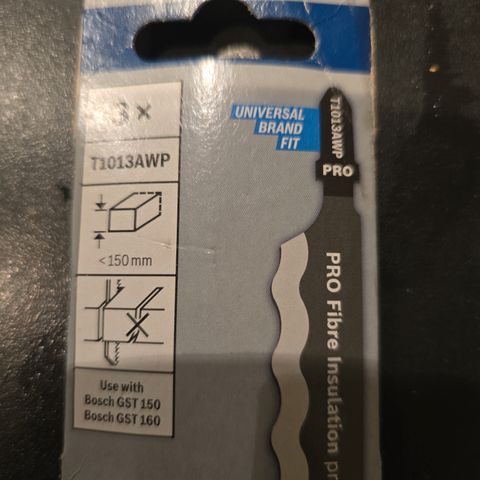 3 ×
T1013AWP
<150 mm
Use with
Bosch GST 150
Bosch GST 160
UNIVERSAL
BRAND
FIT
T1013AWP
PRO
PRO Fibre Insulation